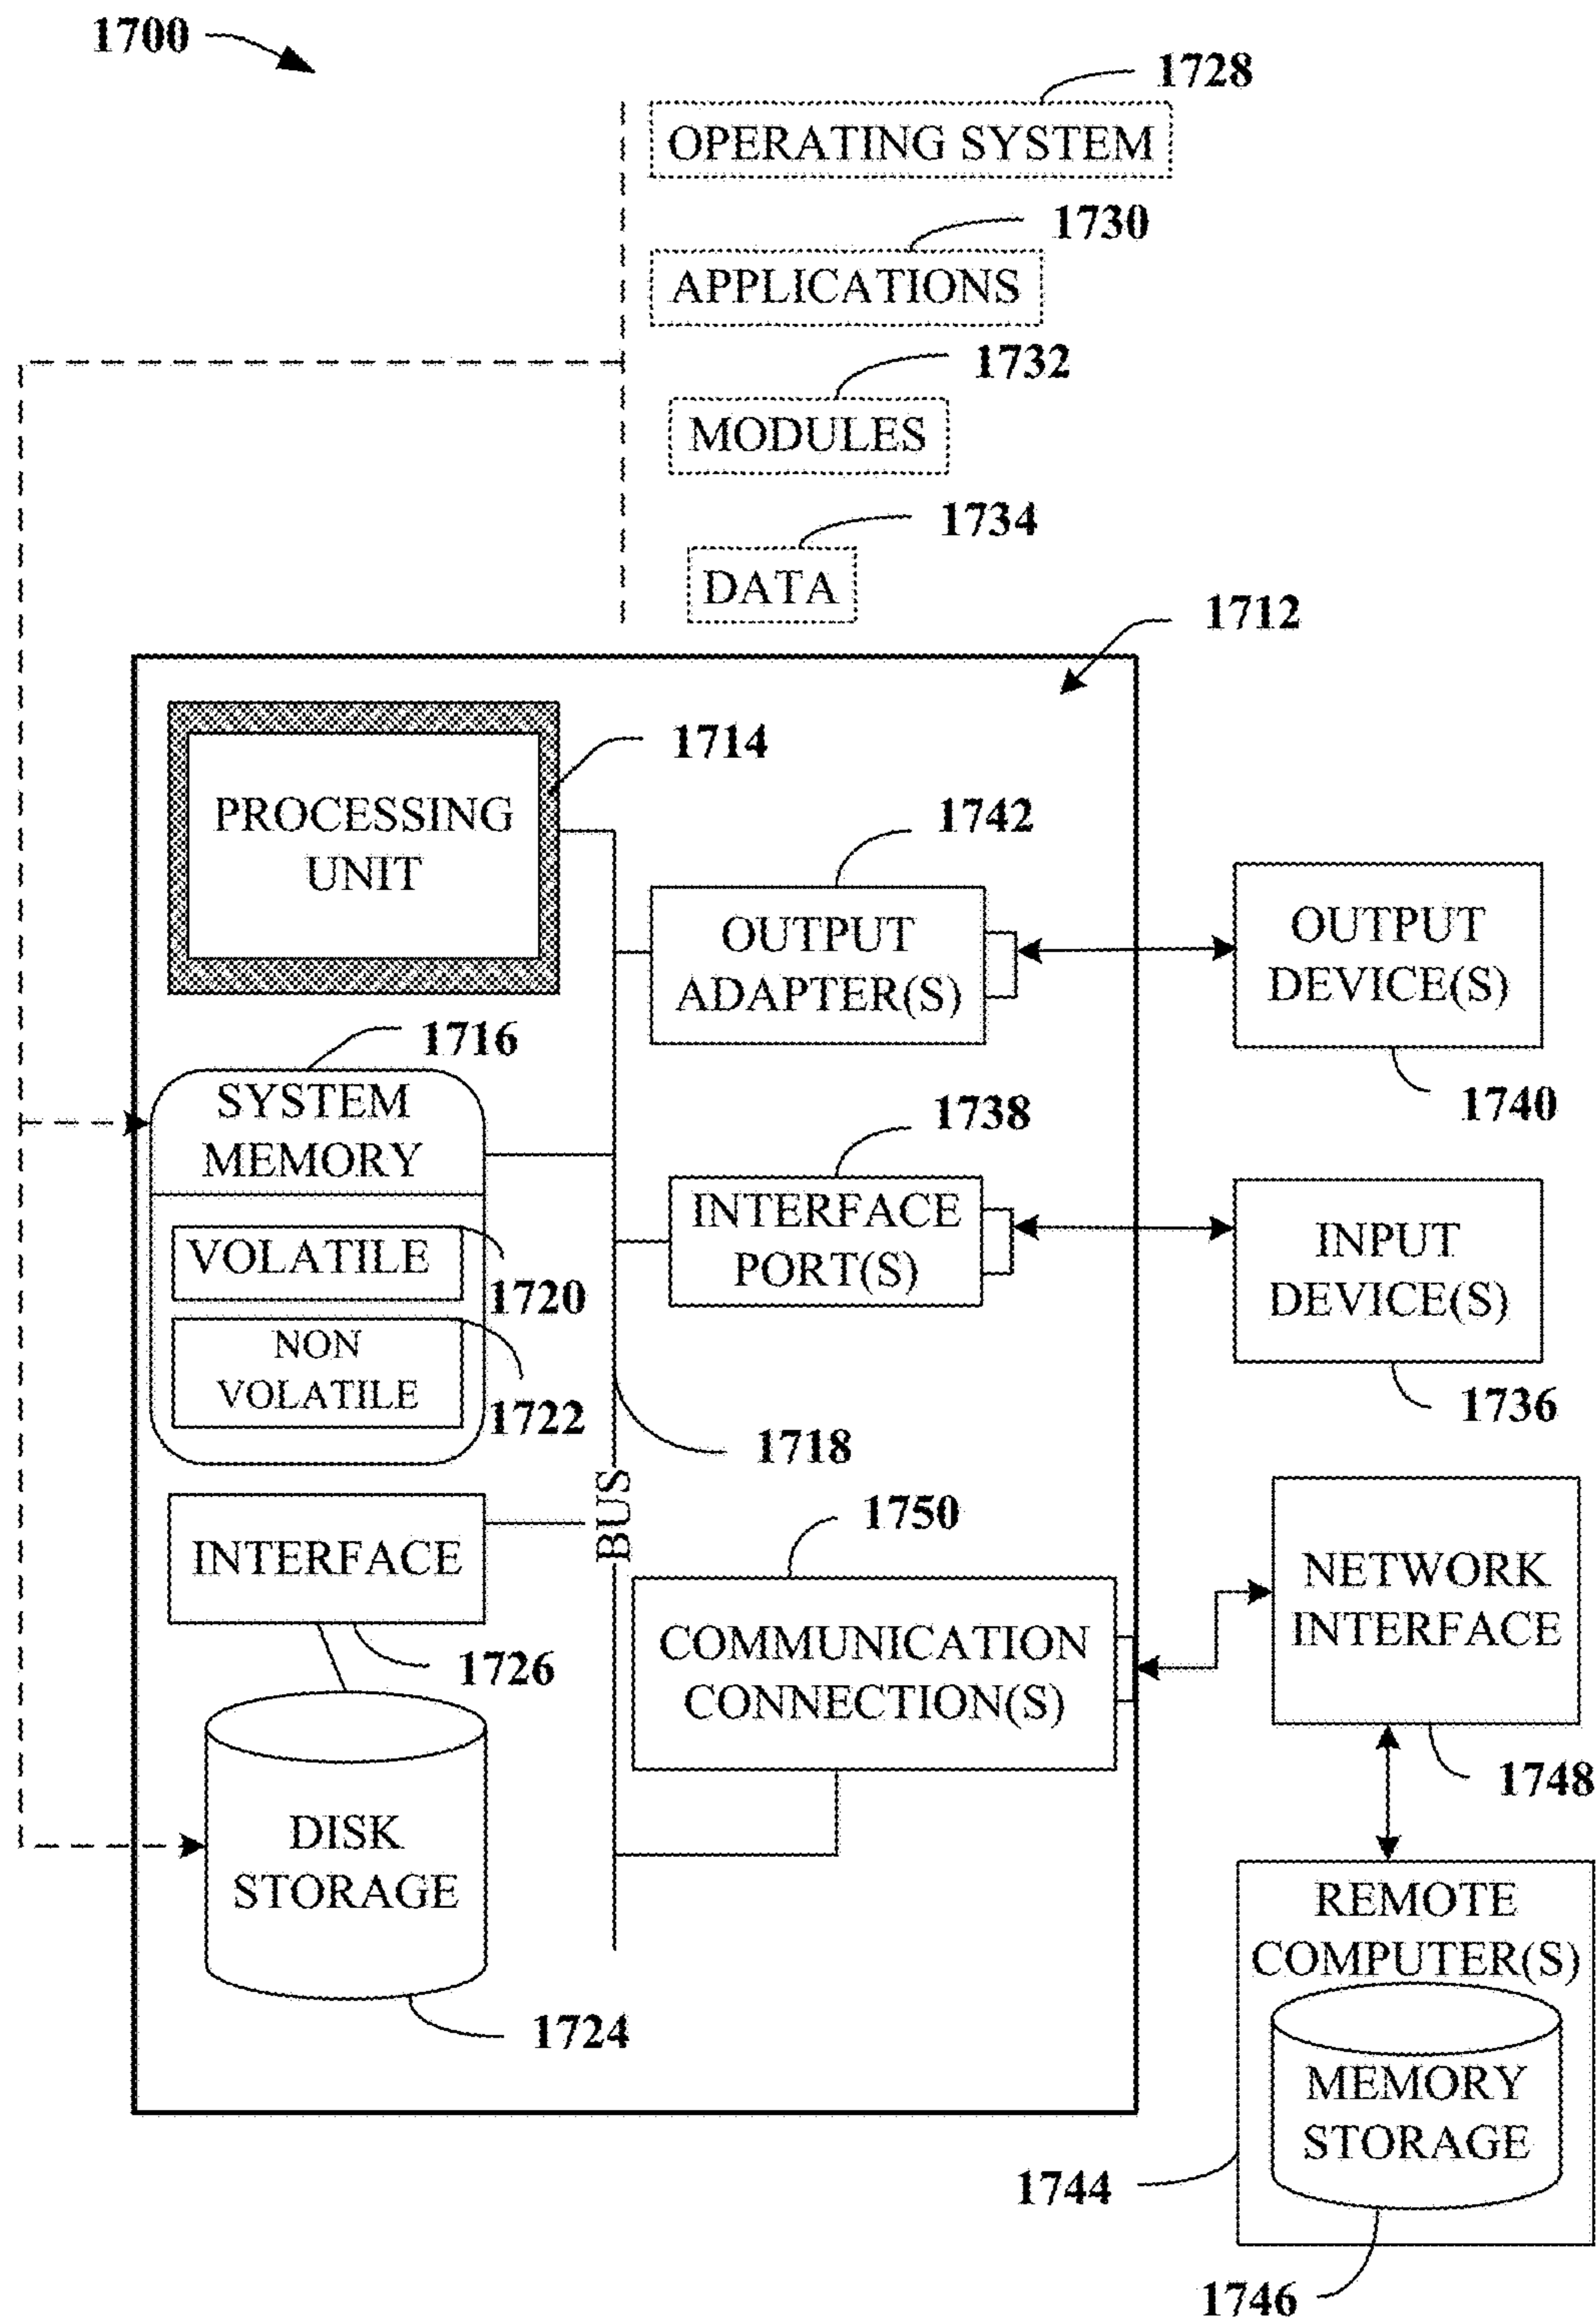 1700
1728
OPERATING SYSTEM
1730
APPLICATIONS
1732
MODULES
1734
DATA
1712
1714
PROCESSING
UNIT
1742
OUTPUT
ADAPTER(S)
OUTPUT
DEVICE(S)
1740
1716
SYSTEM
MEMORY
VOLATILE
1720
NON
VOLATILE
1722
1738
INTERFACE
PORT(S)
INPUT
DEVICE(S)
1736
1718
BUS
INTERFACE
1726
1750
COMMUNICATION
CONNECTION(S)
NETWORK
INTERFACE
1748
DISK
STORAGE
1724
REMOTE
COMPUTER(S)
MEMORY
STORAGE
1744
1746